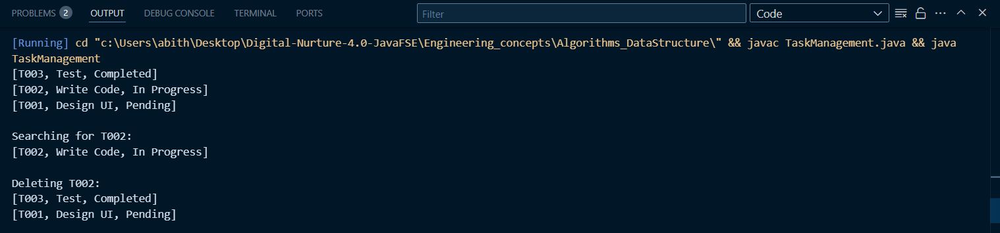 PROBLEMS 2 OUTPUT DEBUG CONSOLE TERMINAL PORTS Filter Code
[Running] cd "c:\Users\abith\Desktop\Digital-Nurture-4.0-JavaFSE\Engineering_concepts\Algorithms_DataStructure\" && javac TaskManagement.java && java
TaskManagement
[T003, Test, Completed]
[T002, Write Code, In Progress]
[T001, Design UI, Pending]
Searching for T002:
[T002, Write Code, In Progress]
Deleting T002:
[T003, Test, Completed]
[T001, Design UI, Pending]